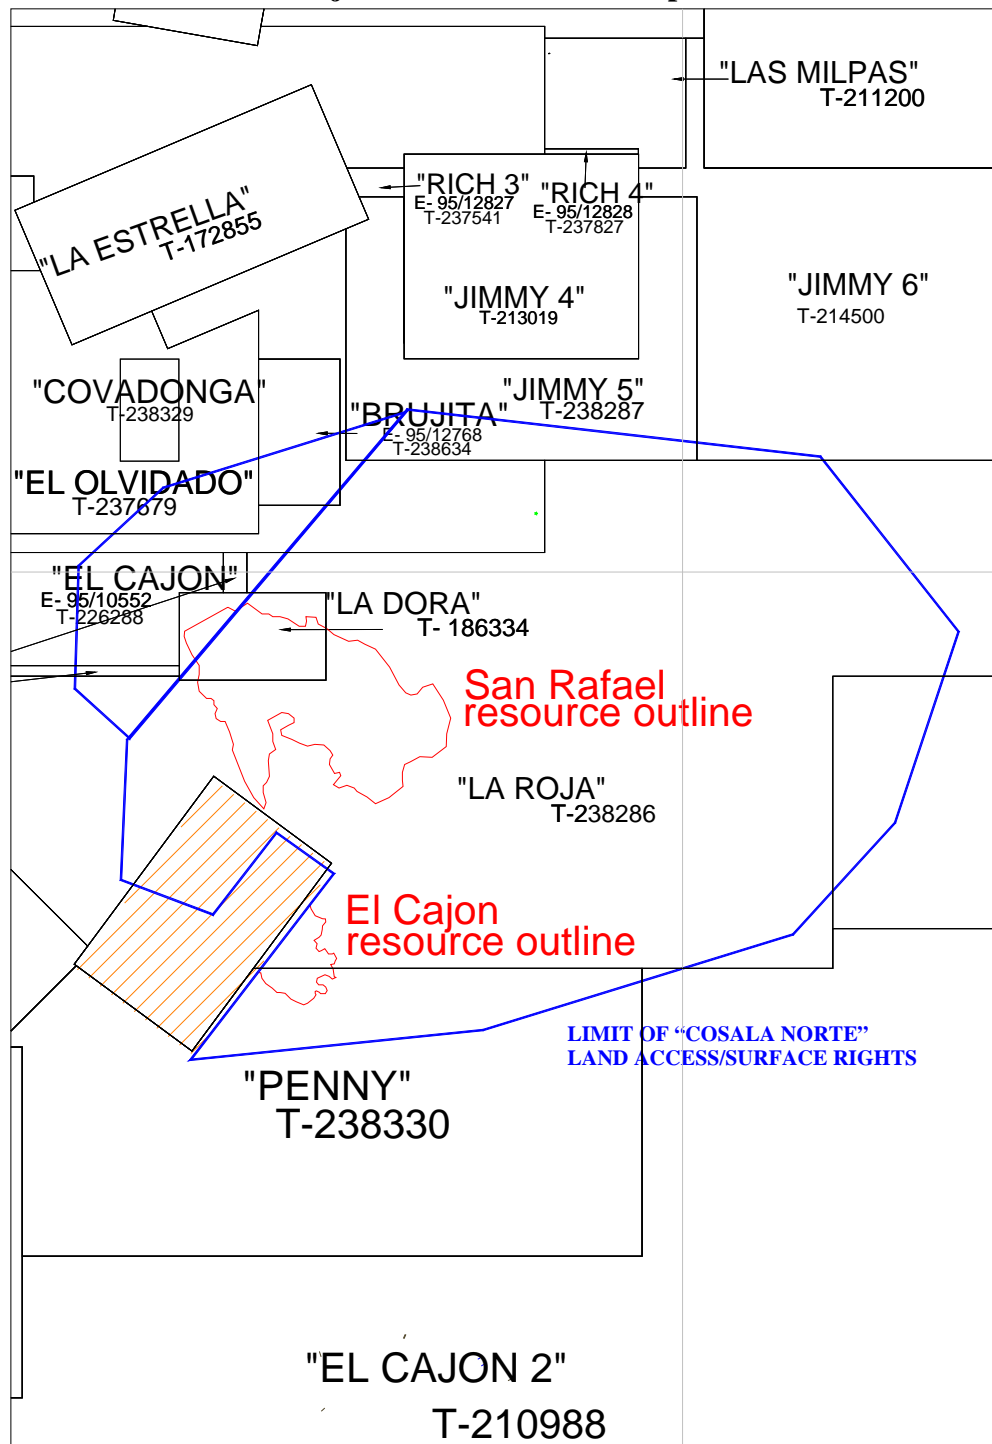 "LAS MILPAS"
T-211200
"RICH 3"
E- 95/12827
T-237541
"RICH 4"
E- 95/12828
T-237827
"LA ESTRELLA"
T-172855
"JIMMY 4"
T-213019
"JIMMY 6"
T-214500
"COVADONGA"
T-238329
"JIMMY 5"
T-238287
"BRUJITA"
E- 95/12768
T-238634
"EL OLVIDADO"
T-237679
"EL CAJON"
E- 95/10552
T-226288
"LA DORA"
T- 186334
San Rafael
resource outline
"LA ROJA"
T-238286
El Cajon
resource outline
LIMIT OF “COSALA NORTE”
LAND ACCESS/SURFACE RIGHTS
"PENNY"
T-238330
"EL CAJON 2"
T-210988